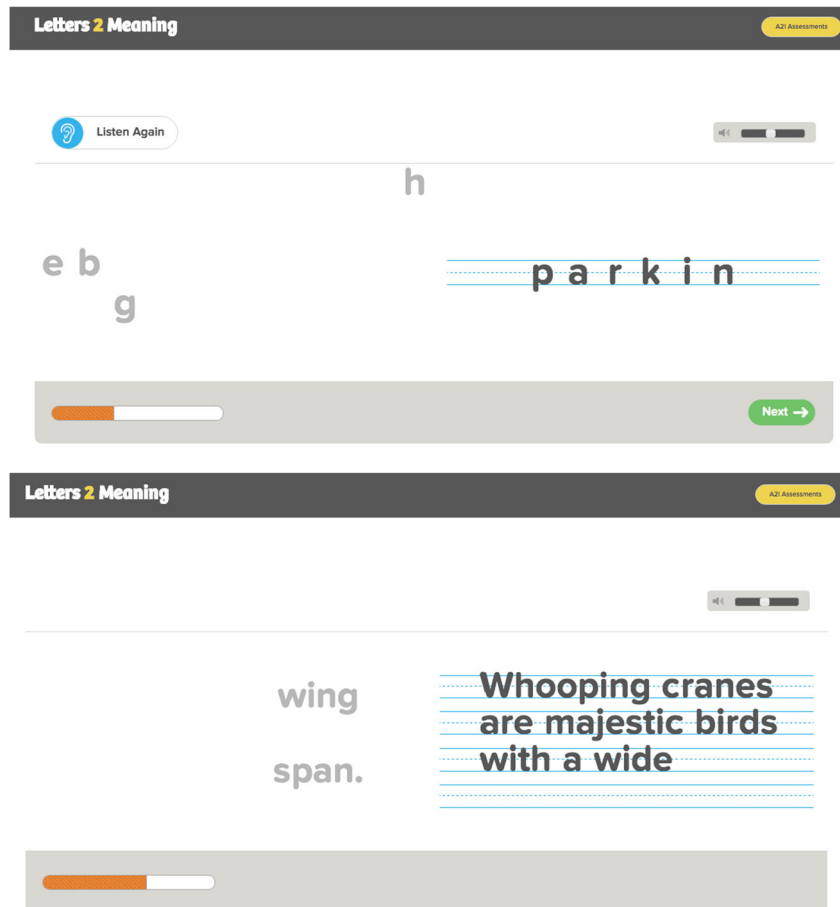 Letters 2 Meaning
A2I Assessments
Listen Again
h
e b
g
p a r k i n
Next
Letters 2 Meaning
A2I Assessments
wing
span.
Whooping cranes
are majestic birds
with a wide